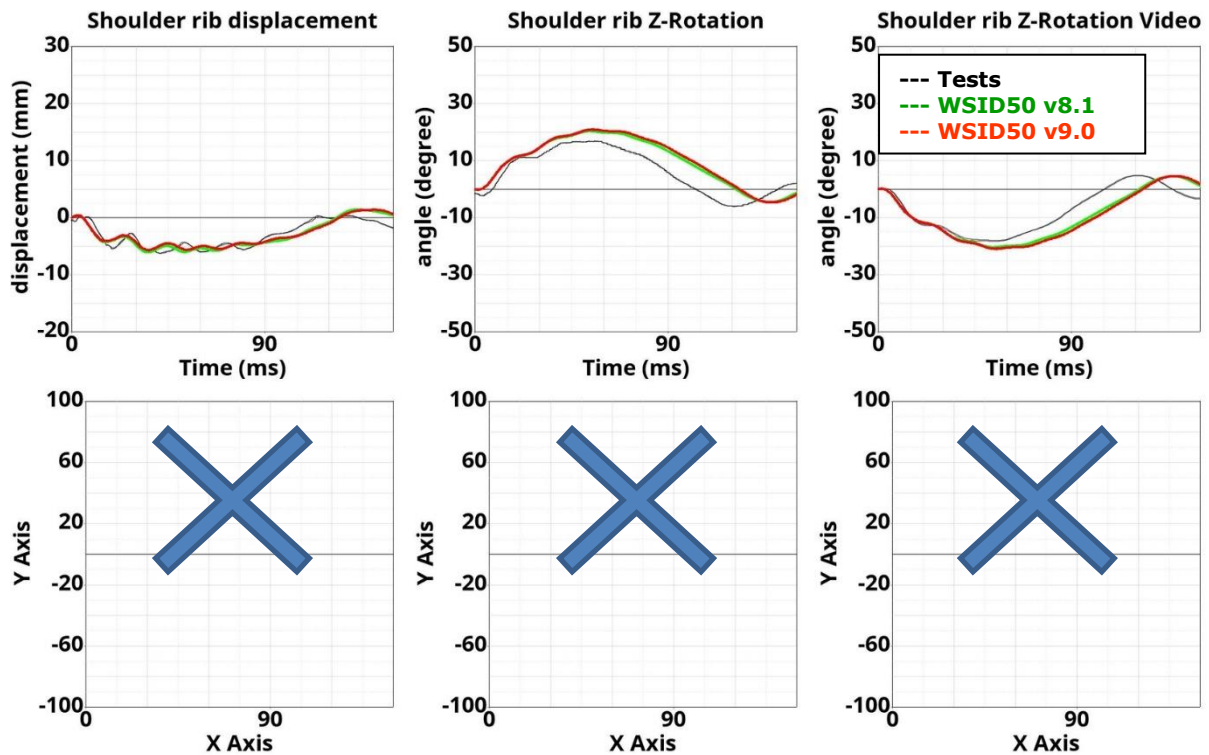 Shoulder rib displacement
30
20
10
0
-10
-20
displacement (mm)
0
90
Time (ms)
Shoulder rib Z-Rotation
50
30
10
-10
-30
-50
angle (degree)
0
90
Time (ms)
Shoulder rib Z-Rotation Video
50
30
10
-10
-30
-50
angle (degree)
--- Tests
--- WSID50 v8.1
--- WSID50 v9.0
0
90
Time (ms)
100
60
20
-20
-60
-100
Y Axis
0
90
X Axis
100
60
20
-20
-60
-100
Y Axis
0
90
X Axis
100
60
20
-20
-60
-100
Y Axis
0
90
X Axis